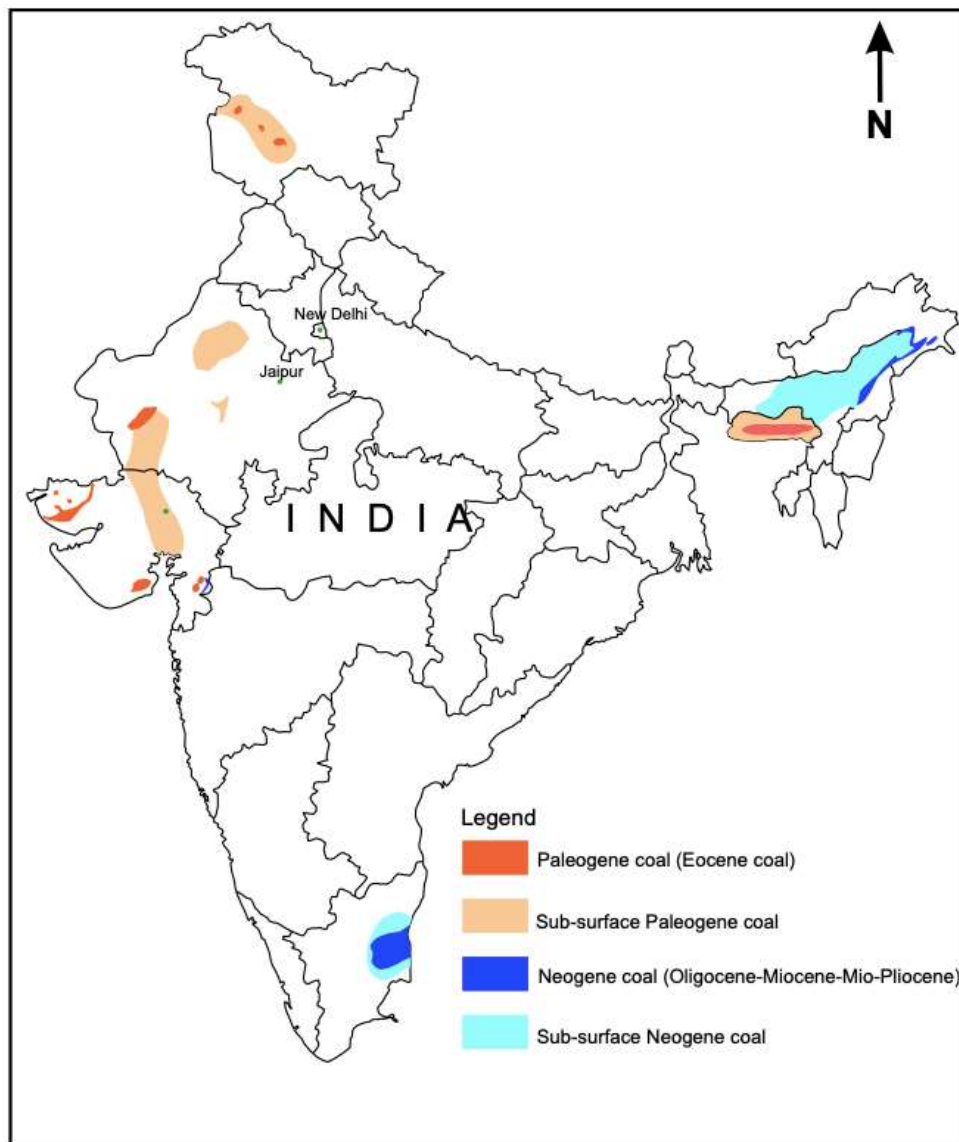 N
New Delhi
Jaipur
INDIA
Legend
Paleogene coal (Eocene coal)
Sub-surface Paleogene coal
Neogene coal (Oligocene-Miocene-Mio-Pliocene)
Sub-surface Neogene coal